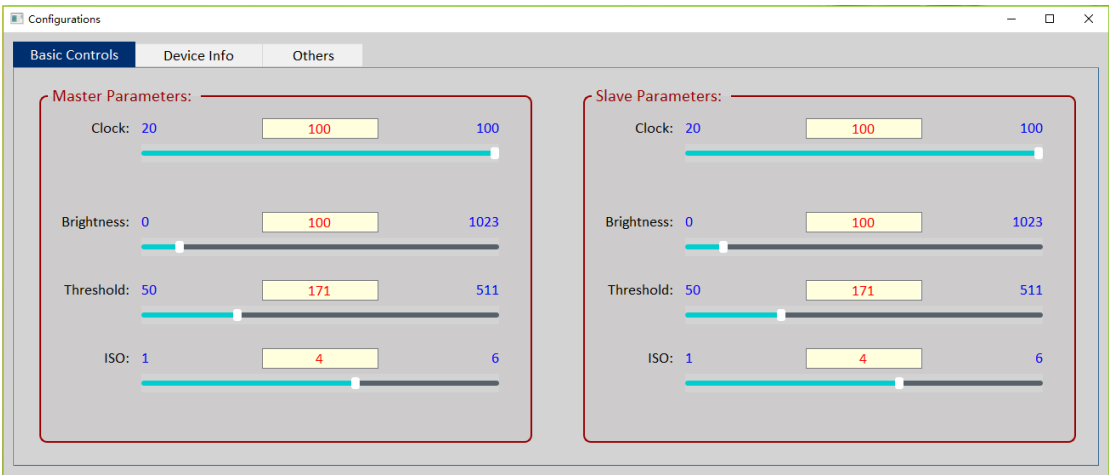 Configurations
Basic Controls Device Info Others
Master Parameters:
Clock: 20 100 100
Brightness: 0 100 1023
Threshold: 50 171 511
ISO: 1 4 6
Slave Parameters:
Clock: 20 100 100
Brightness: 0 100 1023
Threshold: 50 171 511
ISO: 1 4 6